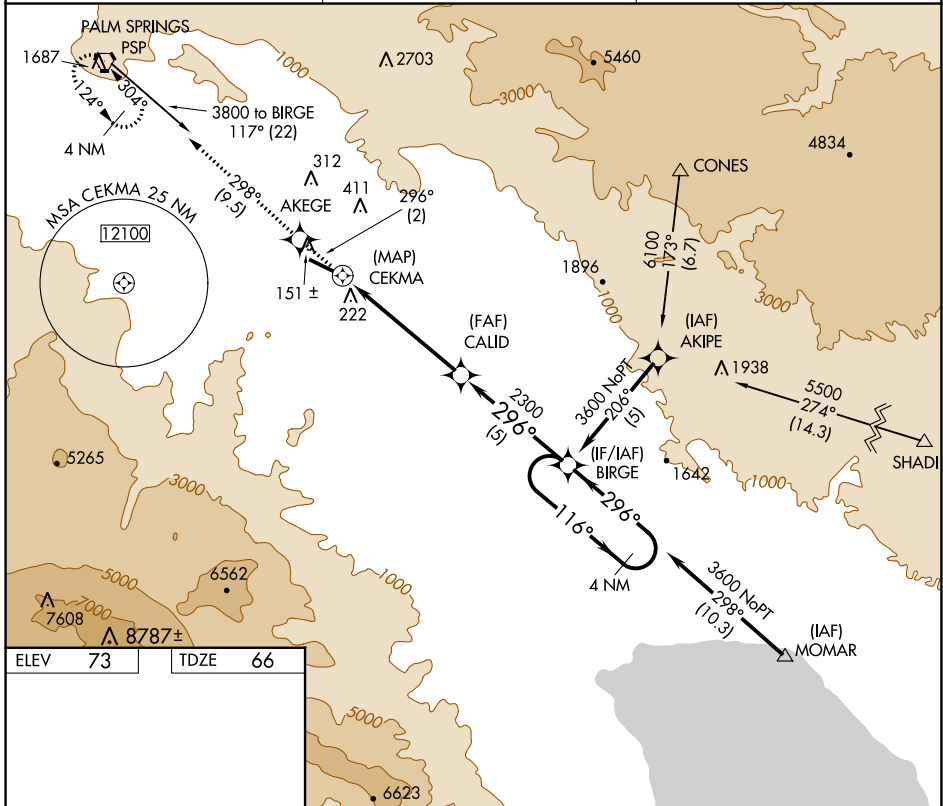 PALM SPRINGS
PSP
1687
304°
124°
4 NM
3800 to BIRGE
117° (22)
1000
2703
5460
3000
4834
312
411
298°
(9.5)
AKEGE
296°
(2)
CONES
MSA CEKMA 25 NM
12100
(MAP)
CEKMA
151 ±
222
6100
173°
(6.7)
1896
1000
3000
(FAF)
CALID
(IAF)
AKIPE
1938
5500
274°
(14.3)
SHADI
3600 NoPT
206°
(5)
2300
296°
(5)
(IF/IAF)
BIRGE
1642
1000
296°
116°
4 NM
5265
3000
3600 NoPT
298°
(10.3)
(IAF)
MOMAR
5000
6562
1000
7000
7608
8787±
ELEV 73
TDZE 66
5000
6623